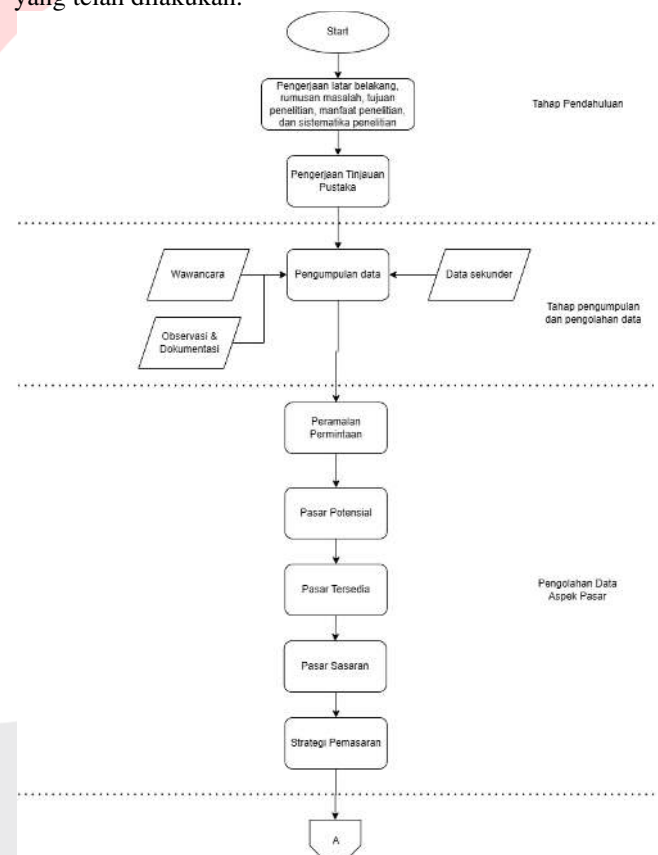 yang telah dilakukan.
Start
Pengerjaan latar belakang,
rumusan masalah, tujuan
penelitian, manfaat penelitian,
dan sistematika penelitian
Tahap Pendahuluan
Pengerjaan Tinjauan
Pustaka
Wawancara
Pengumpulan data
Data sekunder
Observasi &
Dokumentasi
Tahap pengumpulan
dan pengolahan data
Peramalan
Permintaan
Pasar Potensial
Pasar Tersedia
Pengolahan Data
Aspek Pasar
Pasar Sasaran
Strategi Pemasaran
A